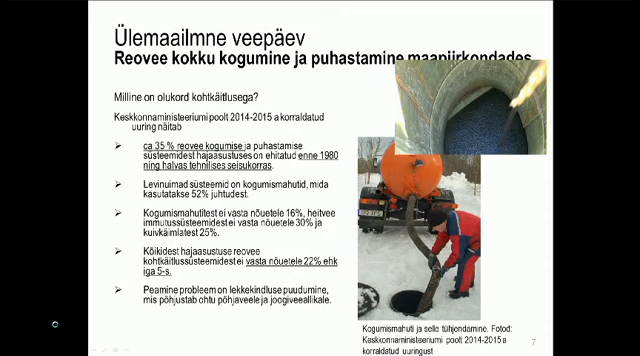 Ülemaailmne veepäev
Reovee kokku kogumine ja puhastamine maapiirkondades
Milline on olukord kohtkäitlusega?
Keskkonnaministeeriumi poolt 2014-2015 a korraldatud
uuring näitab
ca 35 % reovee kogumise ja puhastamise
süsteemidest hajaasustuses on ehitatud enne 1980
ning halvas tehnilises seisukorras.
Levinuimad süsteemid on kogumismahutid, mida
kasutatakse 52% juhtudest.
Kogumismahutitest ei vasta nõuetele 16%, heitvee
immutussüsteemidest ei vasta nõuetele 30% ja
kuivkäimlatest 25%.
Kõikidest hajaasustuse reovee
kohtkäitlussüsteemidest ei vasta nõuetele 22% ehk
iga 5-s.
Peamine probleem on lekkekindluse puudumine,
mis põhjustab ohtu põhjaveele ja joogiveeallikale.
Kogumismahuti ja selle tühjendamine. Fotod:
Keskkonnaministeeriumi poolt 2014-2015 a
korraldatud uuringust
7